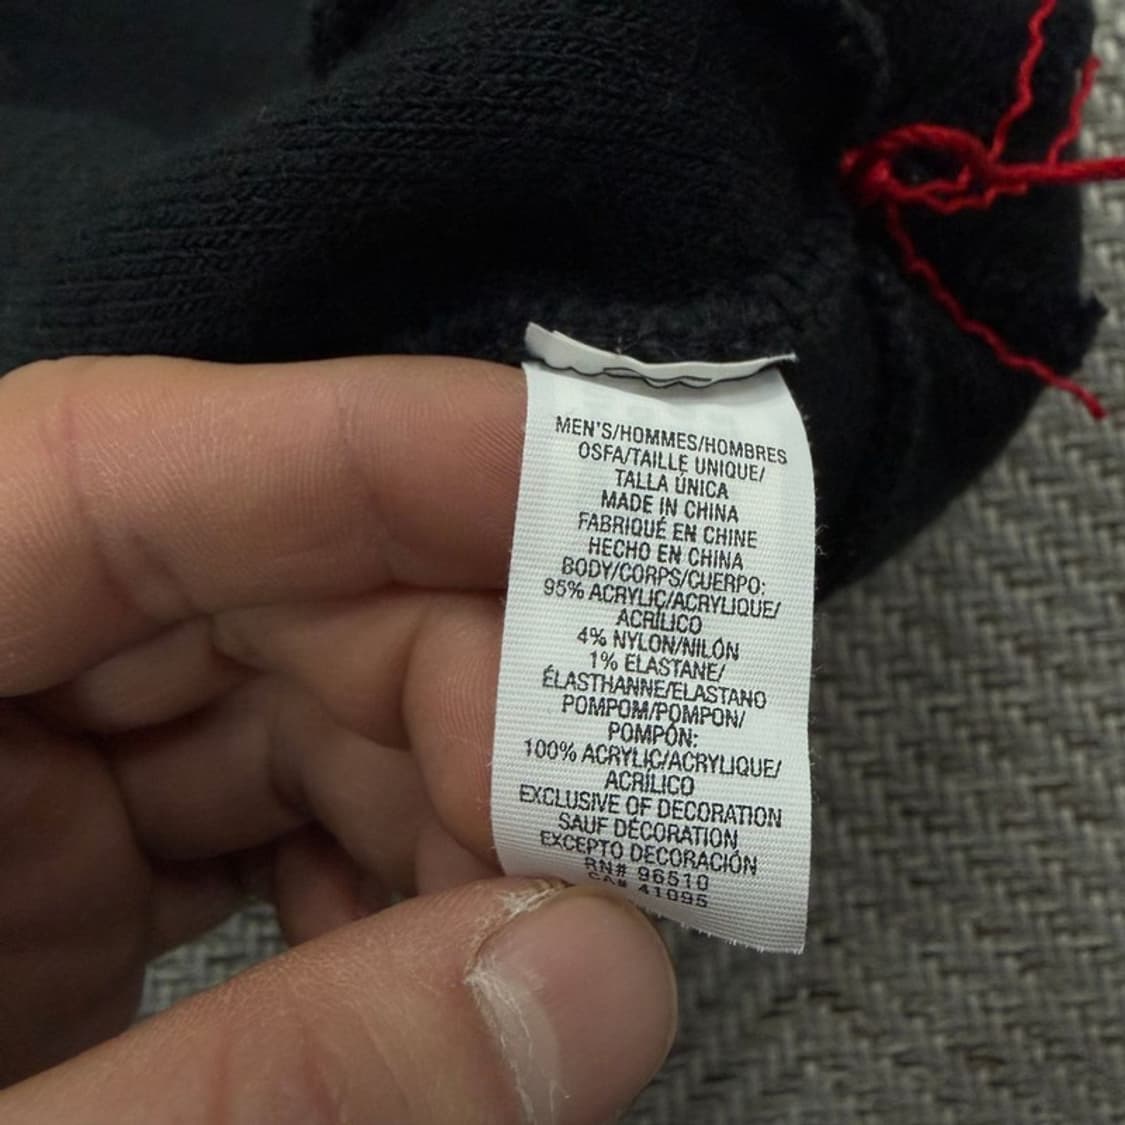 MEN'S/HOMMES/HOMBRES
OSFA/TAILLE UNIQUE/
TALLA ÚNICA
MADE IN CHINA
FABRIQUÉ EN CHINE
HECHO EN CHINA
BODY/CORPS/CUERPO:
95% ACRYLIC/ACRYLIQUE/
ACRÍLICO
4% NYLON/NILÓN
1% ELASTANE/
ÉLASTHANNE/ELASTANO
POMPOM/POMPON/
POMPÓN:
100% ACRYLIC/ACRYLIQUE/
ACRÍLICO
EXCLUSIVE OF DECORATION
SAUF DÉCORATION
EXCEPTO DECORACIÓN
RN# 96510
CA# 41095